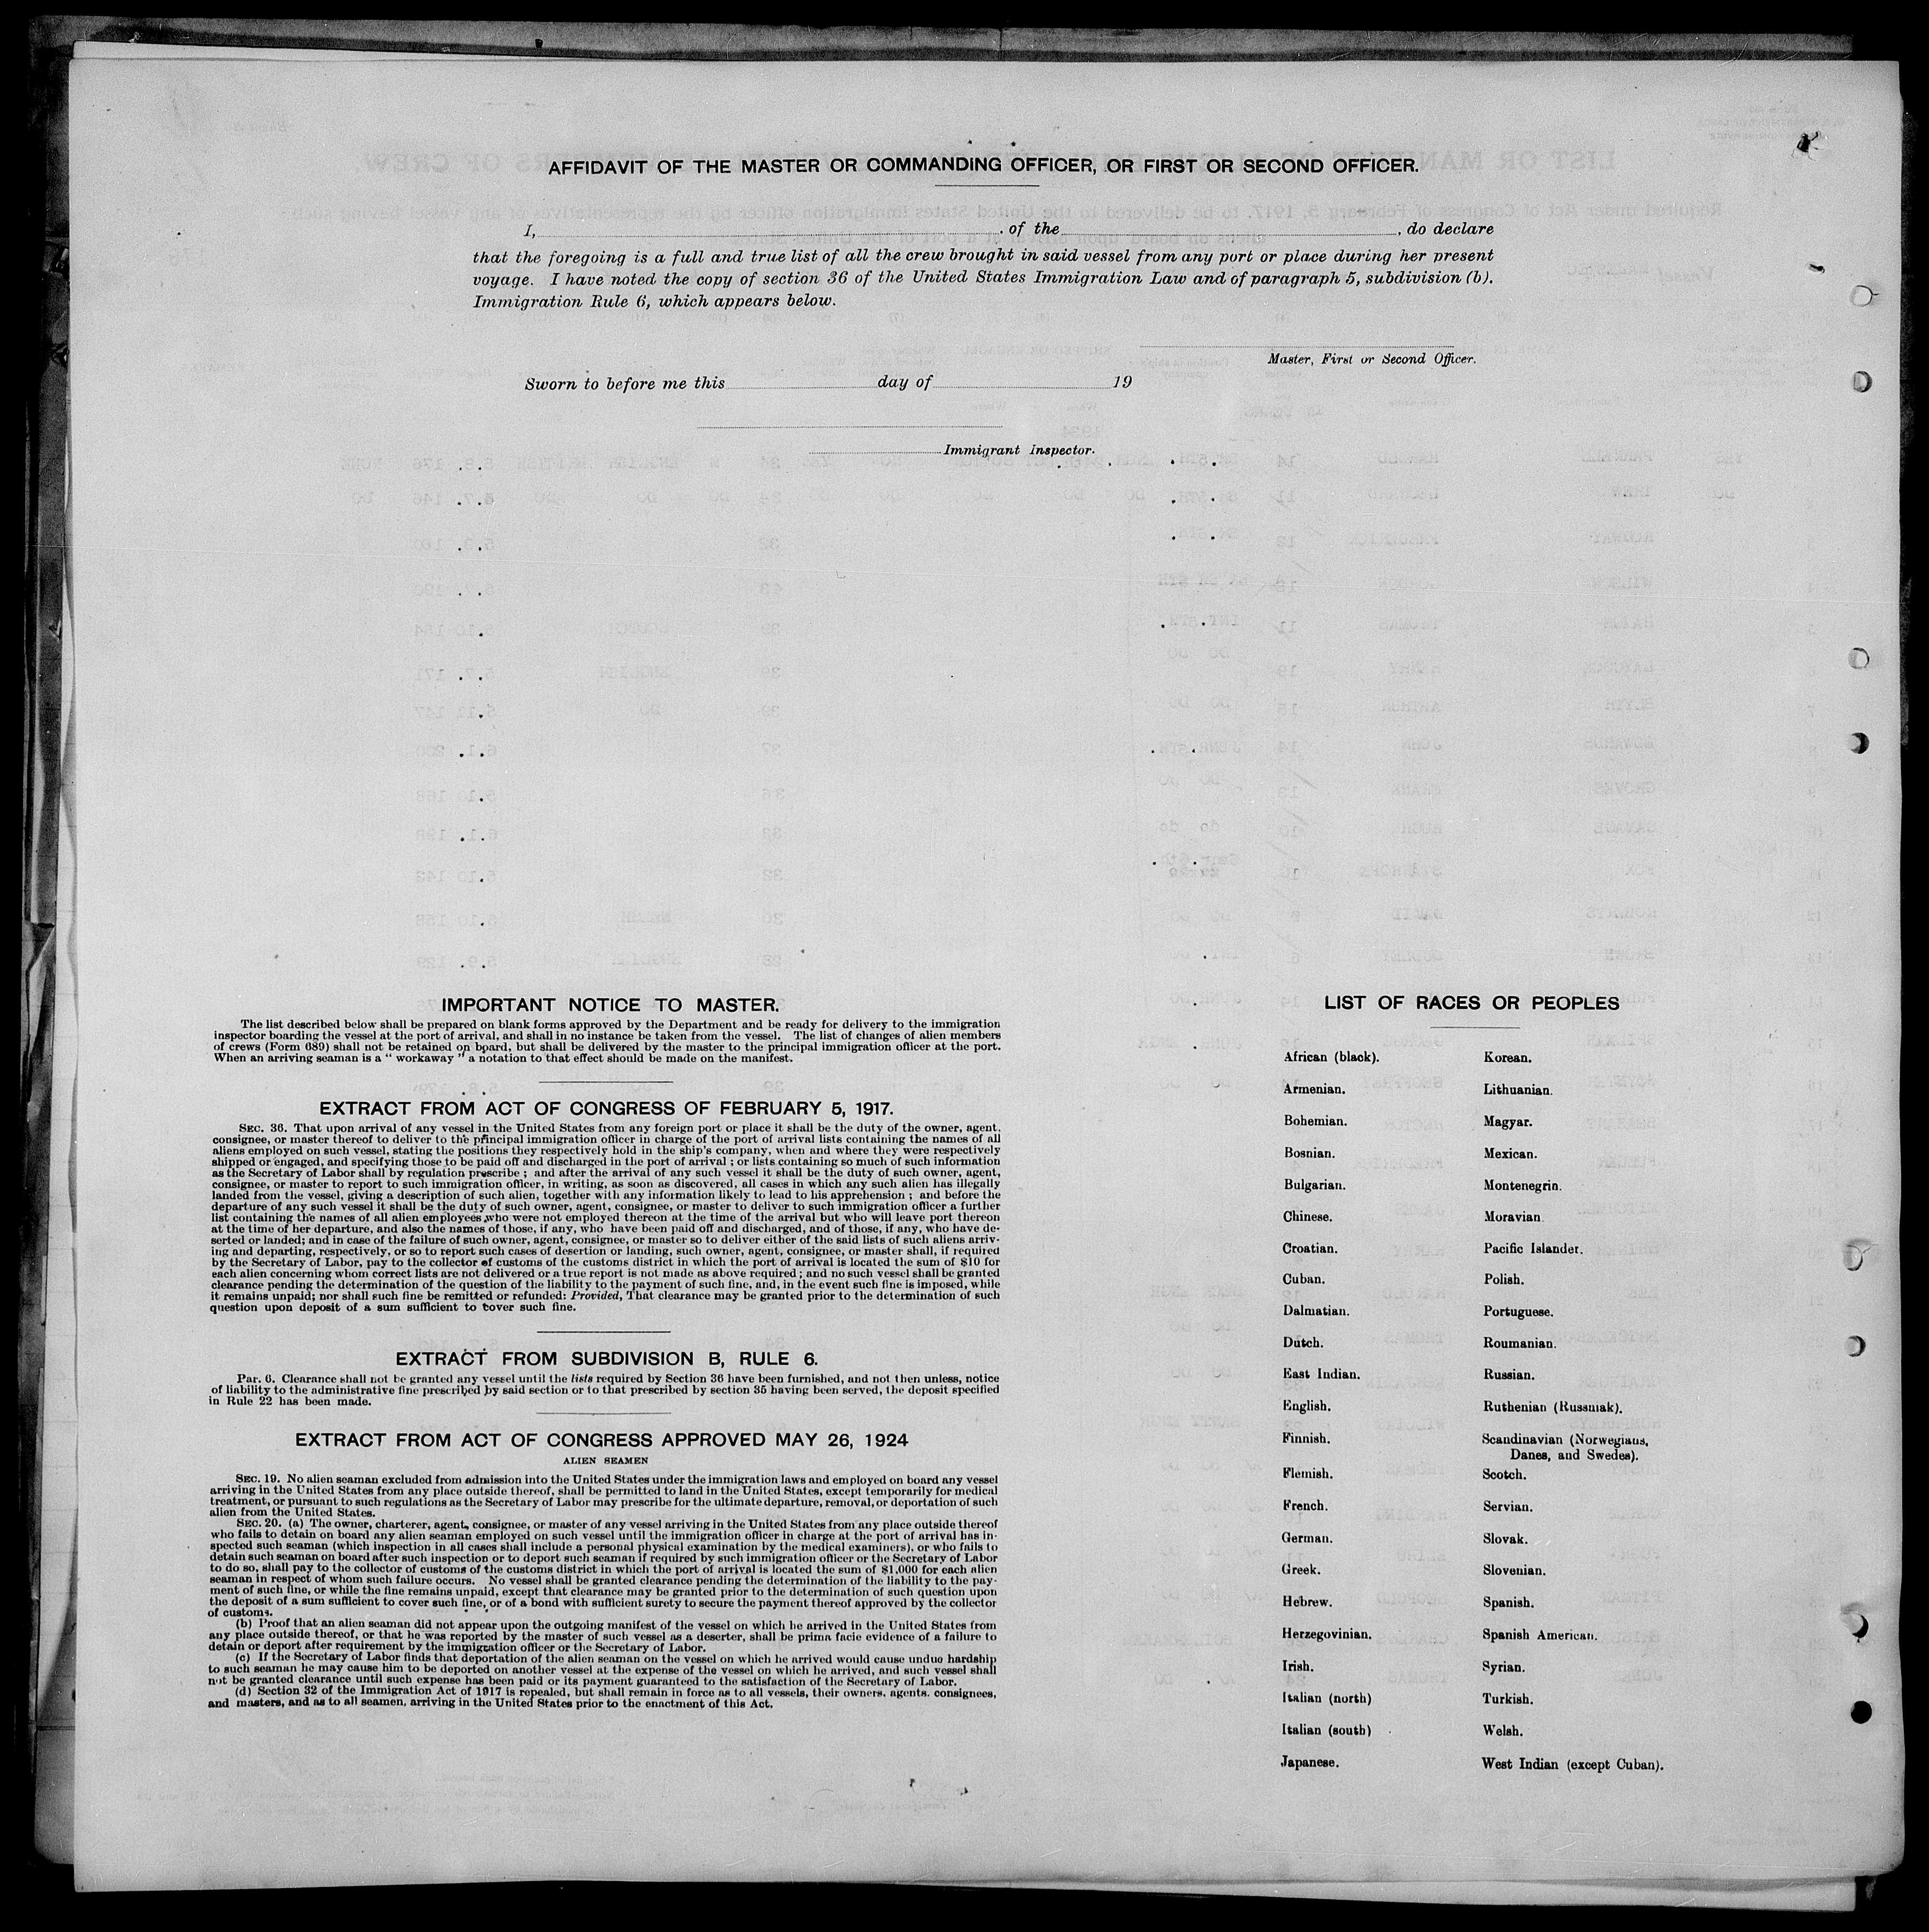 AFFIDAVIT OF THE MASTER OR COMMANDING OFFICER, OR FIRST OR SECOND OFFICER.
I, , of the , do declare
that the foregoing is a full and true list of all the crew brought in said vessel from any port or place during her present
voyage. I have noted the copy of section 36 of the United States Immigration Law and of paragraph 5, subdivision (b).
Immigration Rule 6, which appears below.
Master, First or Second Officer.
Sworn to before me this day of 19
Immigrant Inspector.
IMPORTANT NOTICE TO MASTER.
The list described below shall be prepared on blank forms approved by the Department and be ready for delivery to the immigration
inspector boarding the vessel at the port of arrival, and shall in no instance be taken from the vessel. The list of changes of alien members
of crews (Form 689) shall not be retained on board, but shall be delivered by the master to the principal immigration officer at the port.
When an arriving seaman is a " workaway " a notation to that effect should be made on the manifest.
EXTRACT FROM ACT OF CONGRESS OF FEBRUARY 5, 1917.
SEC. 36. That upon arrival of any vessel in the United States from any foreign port or place it shall be the duty of the owner, agent,
consignee, or master thereof to deliver to the principal immigration officer in charge of the port of arrival lists containing the names of all
aliens employed on such vessel, stating the positions they respectively hold in the ship's company, when and where they were respectively
shipped or engaged, and specifying those to be paid off and discharged in the port of arrival ; or lists containing so much of such information
as the Secretary of Labor shall by regulation prescribe ; and after the arrival of any such vessel it shall be the duty of such owner, agent,
consignee, or master to report to such immigration officer, in writing, as soon as discovered, all cases in which any such alien has illegally
landed from the vessel, giving a description of such alien, together with any information likely to lead to his apprehension ; and before the
departure of any such vessel it shall be the duty of such owner, agent, consignee, or master to deliver to such immigration officer a further
list containing the names of all alien employees who were not employed thereon at the time of the arrival but who will leave port thereon
at the time of her departure, and also the names of those, if any, who have been paid off and discharged, and of those, if any, who have de-
serted or landed; and in case of the failure of such owner, agent, consignee, or master so to deliver either of the said lists of such aliens arriv-
ing and departing, respectively, or so to report such cases of desertion or landing, such owner, agent, consignee, or master shall, if required
by the Secretary of Labor, pay to the collector of customs of the customs district in which the port of arrival is located the sum of $10 for
each alien concerning whom correct lists are not delivered or a true report is not made as above required ; and no such vessel shall be granted
clearance pending the determination of the question of the liability to the payment of such fine, and, in the event such fine is imposed, while
it remains unpaid; nor shall such fine be remitted or refunded: Provided, That clearance may be granted prior to the determination of such
question upon deposit of a sum sufficient to cover such fine.
EXTRACT FROM SUBDIVISION B, RULE 6.
Par. 6. Clearance shall not be granted any vessel until the lists required by Section 36 have been furnished, and not then unless, notice
of liability to the administrative fine prescribed by said section or to that prescribed by section 35 having been served, the deposit specified
in Rule 22 has been made.
EXTRACT FROM ACT OF CONGRESS APPROVED MAY 26, 1924
ALIEN SEAMEN
SEC. 19. No alien seaman excluded from admission into the United States under the immigration laws and employed on board any vessel
arriving in the United States from any place outside thereof, shall be permitted to land in the United States, except temporarily for medical
treatment, or pursuant to such regulations as the Secretary of Labor may prescribe for the ultimate departure, removal, or deportation of such
alien from the United States.
SEC. 20. (a) The owner, charterer, agent, consignee, or master of any vessel arriving in the United States from any place outside thereof
who fails to detain on board any alien seaman employed on such vessel until the immigration officer in charge at the port of arrival has in-
spected such seaman (which inspection in all cases shall include a personal physical examination by the medical examiners), or who fails to
detain such seaman on board after such inspection or to deport such seaman if required by such immigration officer or the Secretary of Labor
to do so, shall pay to the collector of customs of the customs district in which the port of arrival is located the sum of $1,000 for each alien
seaman in respect of whom such failure occurs. No vessel shall be granted clearance pending the determination of the liability to the pay-
ment of such fine, or while the fine remains unpaid, except that clearance may be granted prior to the determination of such question upon
the deposit of a sum sufficient to cover such fine, or of a bond with sufficient surety to secure the payment thereof approved by the collector
of customs.
(b) Proof that an alien seaman did not appear upon the outgoing manifest of the vessel on which he arrived in the United States from
any place outside thereof, or that he was reported by the master of such vessel as a deserter, shall be prima facie evidence of a failure to
detain or deport after requirement by the immigration officer or the Secretary of Labor.
(c) If the Secretary of Labor finds that deportation of the alien seaman on the vessel on which he arrived would cause undue hardship
to such seaman he may cause him to be deported on another vessel at the expense of the vessel on which he arrived, and such vessel shall
not be granted clearance until such expense has been paid or its payment guaranteed to the satisfaction of the Secretary of Labor.
(d) Section 32 of the Immigration Act of 1917 is repealed, but shall remain in force as to all vessels, their owners, agents, consignees,
and masters, and as to all seamen, arriving in the United States prior to the enactment of this Act.
LIST OF RACES OR PEOPLES
African (black).
Armenian.
Bohemian.
Bosnian.
Bulgarian.
Chinese.
Croatian.
Cuban.
Dalmatian.
Dutch.
East Indian.
English.
Finnish.
Flemish.
French.
German.
Greek.
Hebrew.
Herzegovinian.
Irish.
Italian (north)
Italian (south)
Japanese.
Korean.
Lithuanian.
Magyar.
Mexican.
Montenegrin.
Moravian
Pacific Islander.
Polish.
Portuguese.
Roumanian.
Russian.
Ruthenian (Russniak).
Scandinavian (Norwegians,
Danes, and Swedes).
Scotch.
Servian.
Slovak.
Slovenian.
Spanish.
Spanish American.
Syrian.
Turkish.
Welsh.
West Indian (except Cuban).